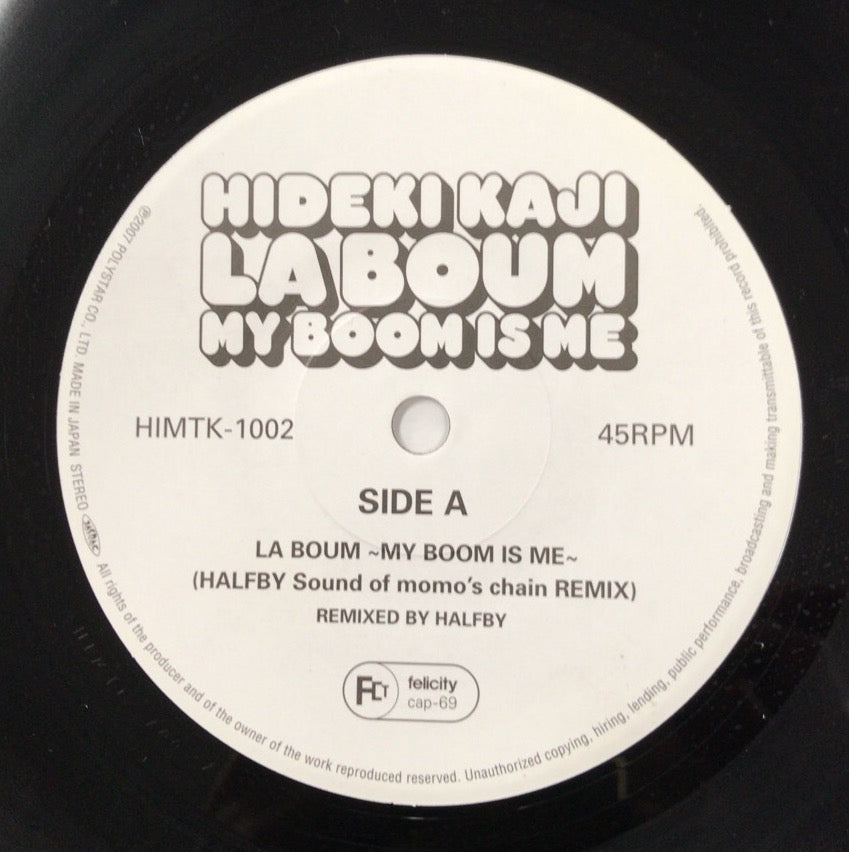 HIDEKI KAJI
LA BOUM
MY BOOM IS ME
HIMTK-1002
45RPM
SIDE A
LA BOUM ~MY BOOM IS ME~
(HALFBY Sound of momo's chain REMIX)
REMIXED BY HALFBY
FCT
felicity
cap-69
℗2007 POLYSTAR CO., LTD. MADE IN JAPAN STEREO
All rights of the producer and of the owner of the work reproduced reserved. Unauthorized copying, hiring, lending, public performance, broadcasting and making transmittable of this record prohibited.